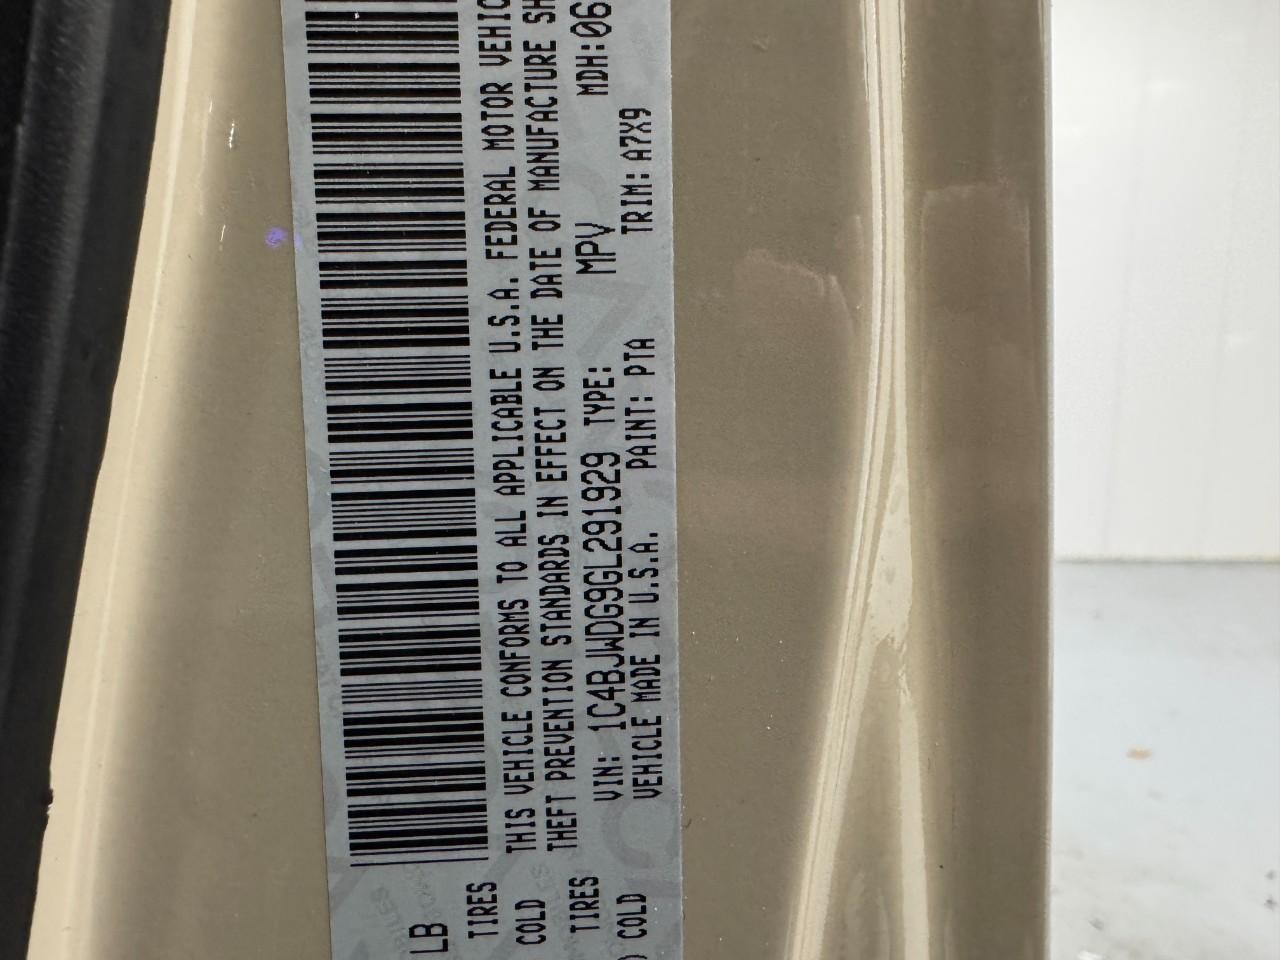 LB
TIRES
COLD
TIRES
COLD
THIS VEHICLE CONFORMS TO ALL APPLICABLE U.S.A. FEDERAL MOTOR VEHIC
THEFT PREVENTION STANDARDS IN EFFECT ON THE DATE OF MANUFACTURE SH
VIN: 1C4BJWDG9GL291929 TYPE: MPV MDH:06
VEHICLE MADE IN U.S.A. PAINT: PTA TRIM: A7X9